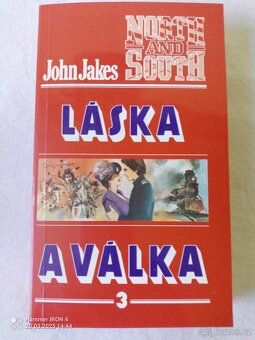 NORTH
AND
SOUTH
John Jakes
LÁSKA
A VÁLKA
3
Hammer IRON 4
20.03.2025 14:44